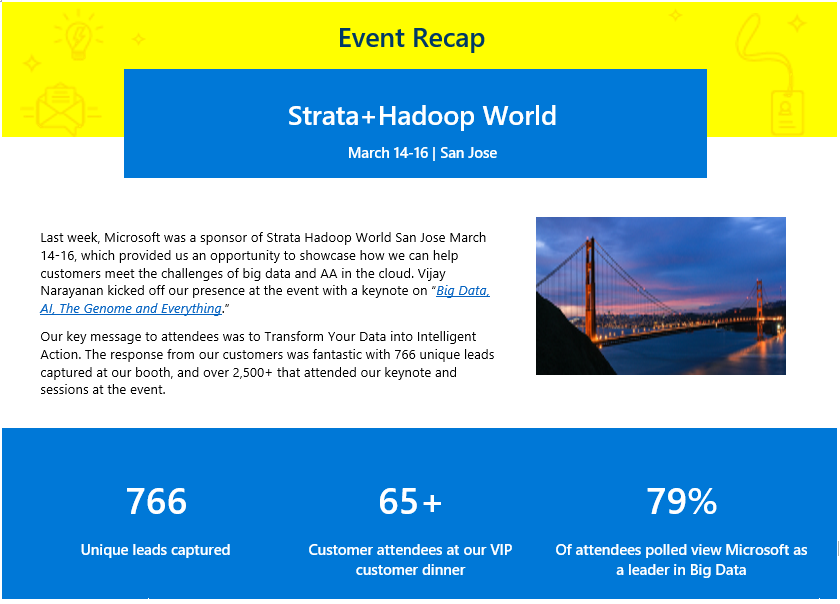 Event Recap
Strata+Hadoop World
March 14-16 | San Jose
Last week, Microsoft was a sponsor of Strata Hadoop World San Jose March
14-16, which provided us an opportunity to showcase how we can help
customers meet the challenges of big data and AA in the cloud. Vijay
Narayanan kicked off our presence at the event with a keynote on “Big Data,
AI, The Genome and Everything.”
Our key message to attendees was to Transform Your Data into Intelligent
Action. The response from our customers was fantastic with 766 unique leads
captured at our booth, and over 2,500+ that attended our keynote and
sessions at the event.
766
Unique leads captured
65+
Customer attendees at our VIP
customer dinner
79%
Of attendees polled view Microsoft as
a leader in Big Data